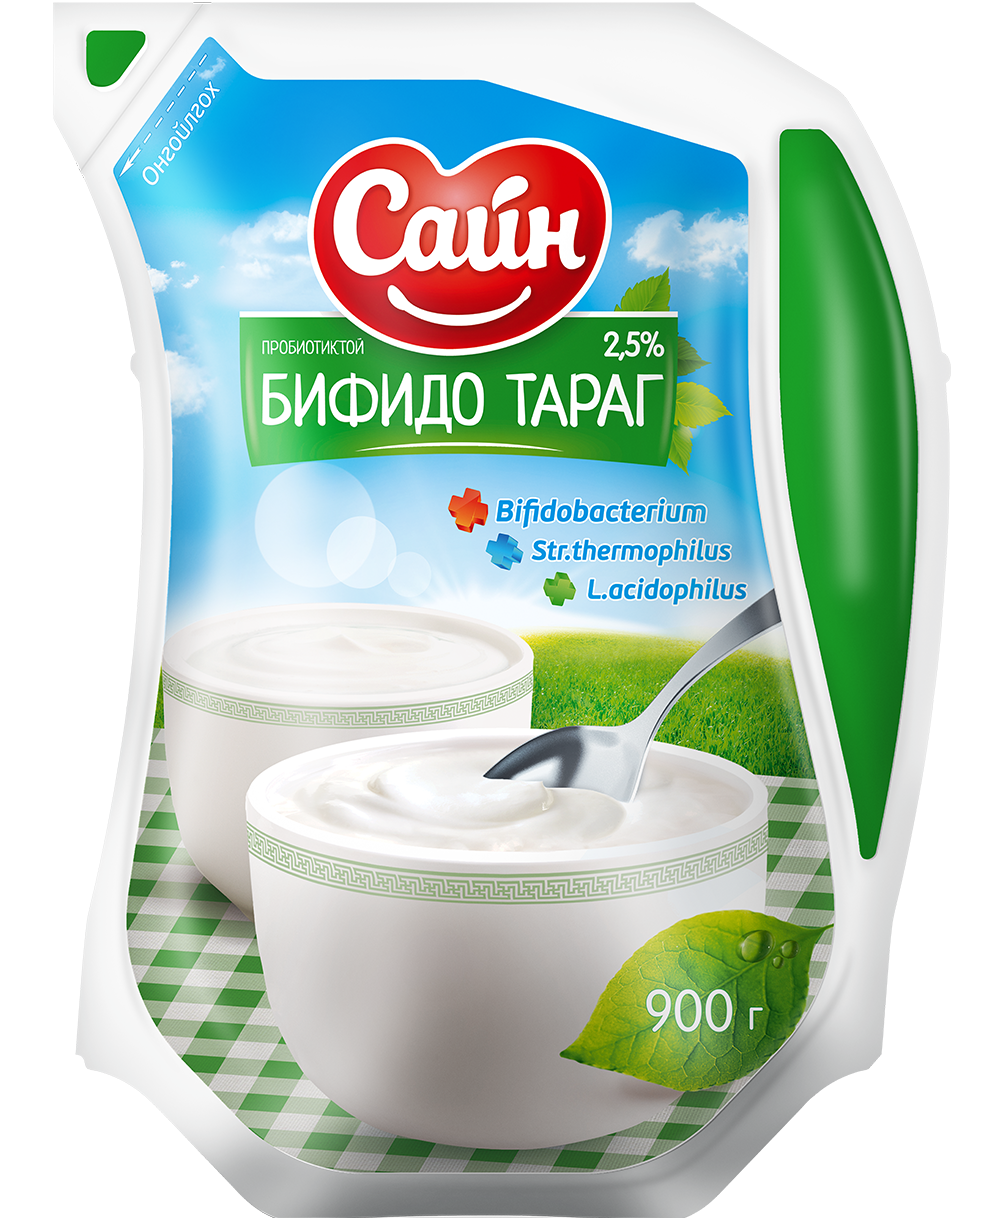 Онгойлгох
Сайн
ПРОБИОТИКТОЙ
2,5%
БИФИДО ТАРАГ
Bifidobacterium
Str.thermophilus
L.acidophilus
900 г